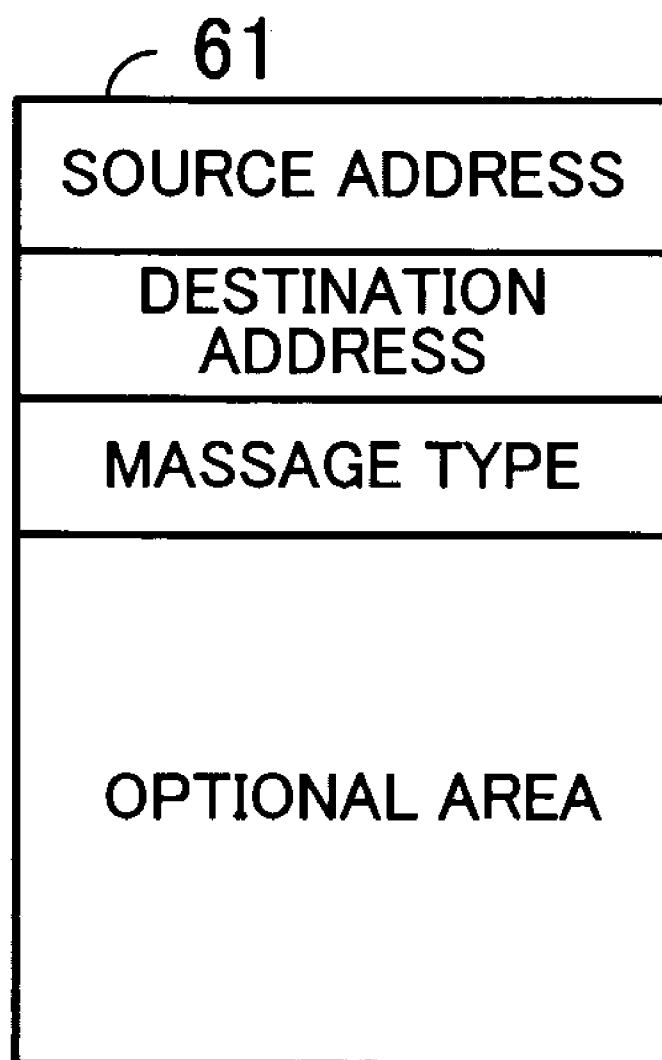 61
SOURCE ADDRESS
DESTINATION
ADDRESS
MASSAGE TYPE
OPTIONAL AREA